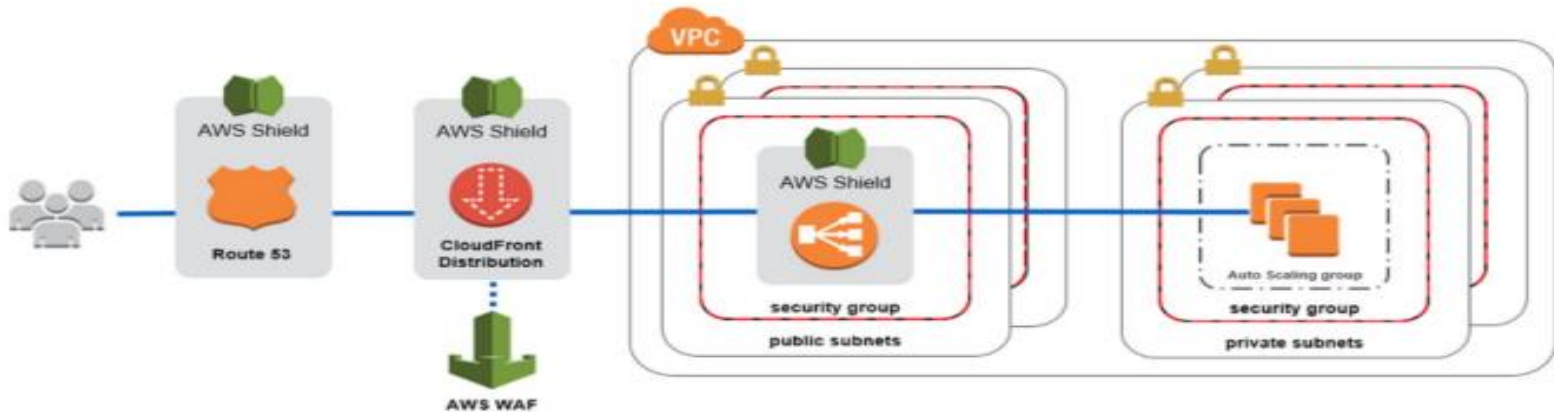 VPC
AWS Shield
Route 53
AWS Shield
CloudFront
Distribution
AWS WAF
AWS Shield
security group
public subnets
Auto Scaling group
security group
private subnets